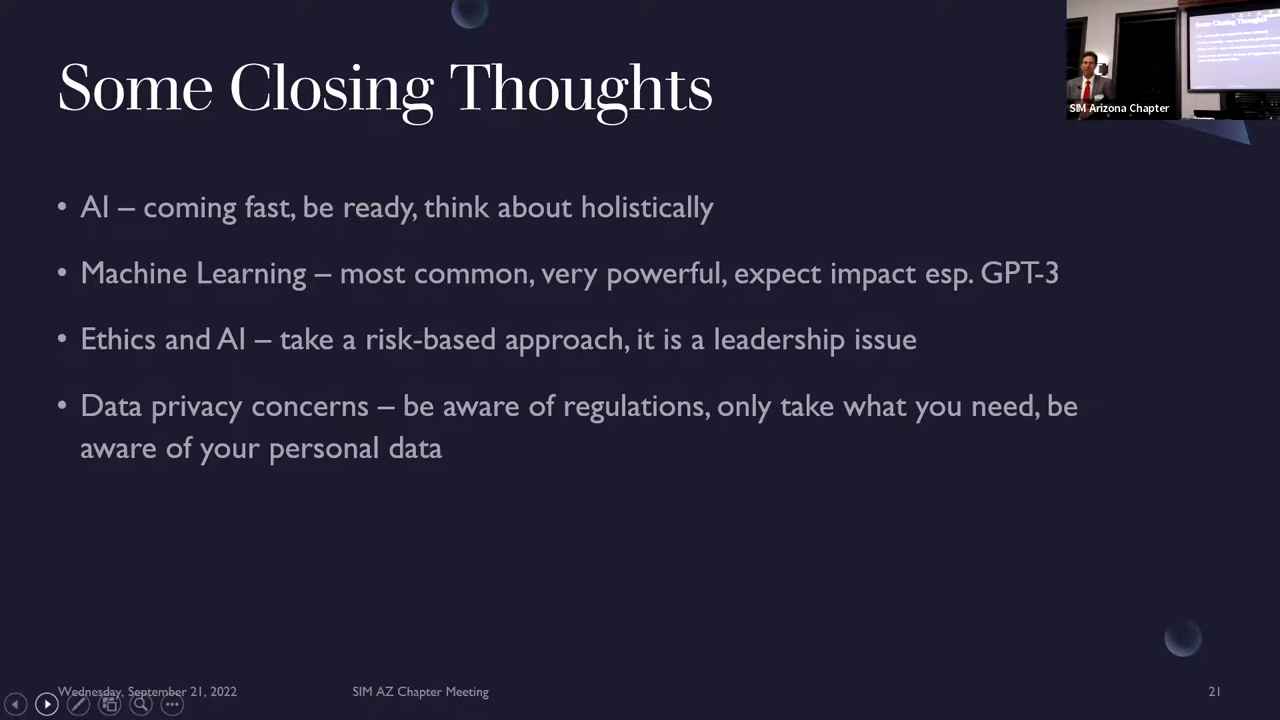 Some Closing Thoughts
Some Closing Thoughts
SIM Arizona Chapter
• AI – coming fast, be ready, think about holistically
• Machine Learning – most common, very powerful, expect impact esp. GPT-3
• Ethics and AI – take a risk-based approach, it is a leadership issue
• Data privacy concerns – be aware of regulations, only take what you need, be
aware of your personal data
Wednesday, September 21, 2022
SIM AZ Chapter Meeting
21